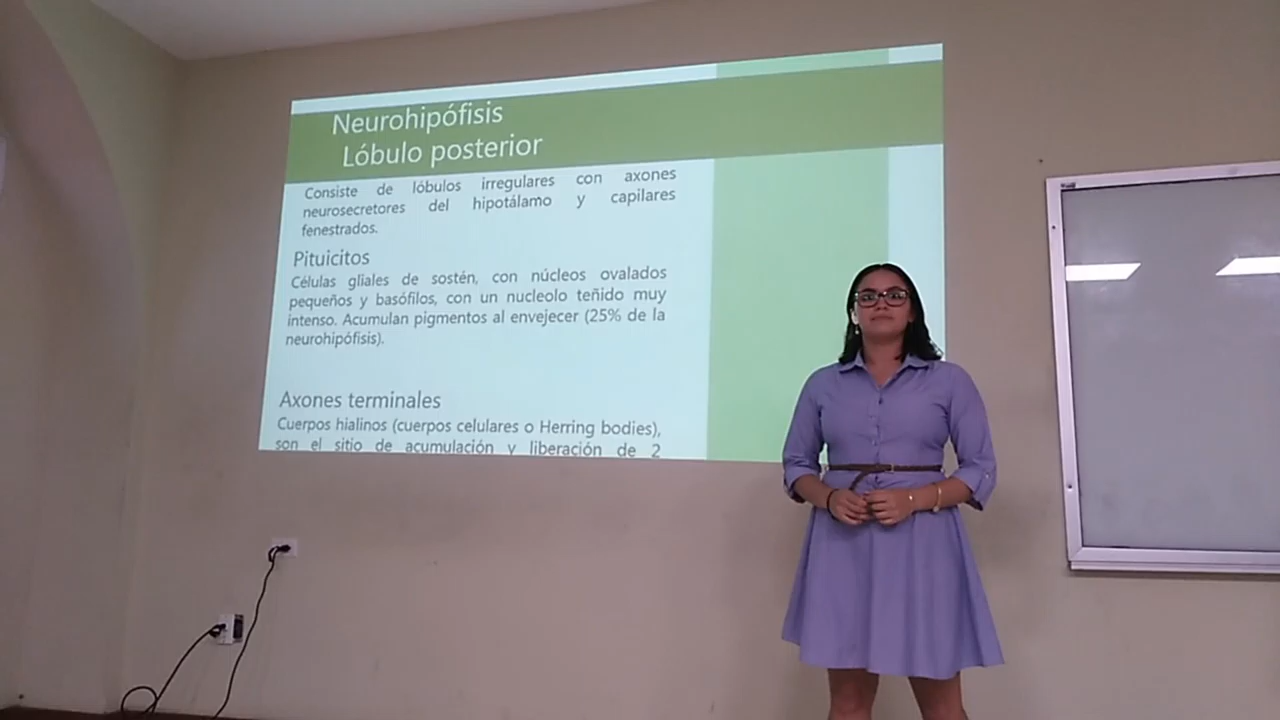 Neurohipófisis
Lóbulo posterior
Consiste de lóbulos irregulares con axones
neurosecretores del hipotálamo y capilares
fenestrados.
Pituicitos
Células gliales de sostén, con núcleos ovalados
pequeños y basófilos, con un nucleolo teñido muy
intenso. Acumulan pigmentos al envejecer (25% de la
neurohipófisis).
Axones terminales
Cuerpos hialinos (cuerpos celulares o Herring bodies),
son el sitio de acumulación y liberación de 2